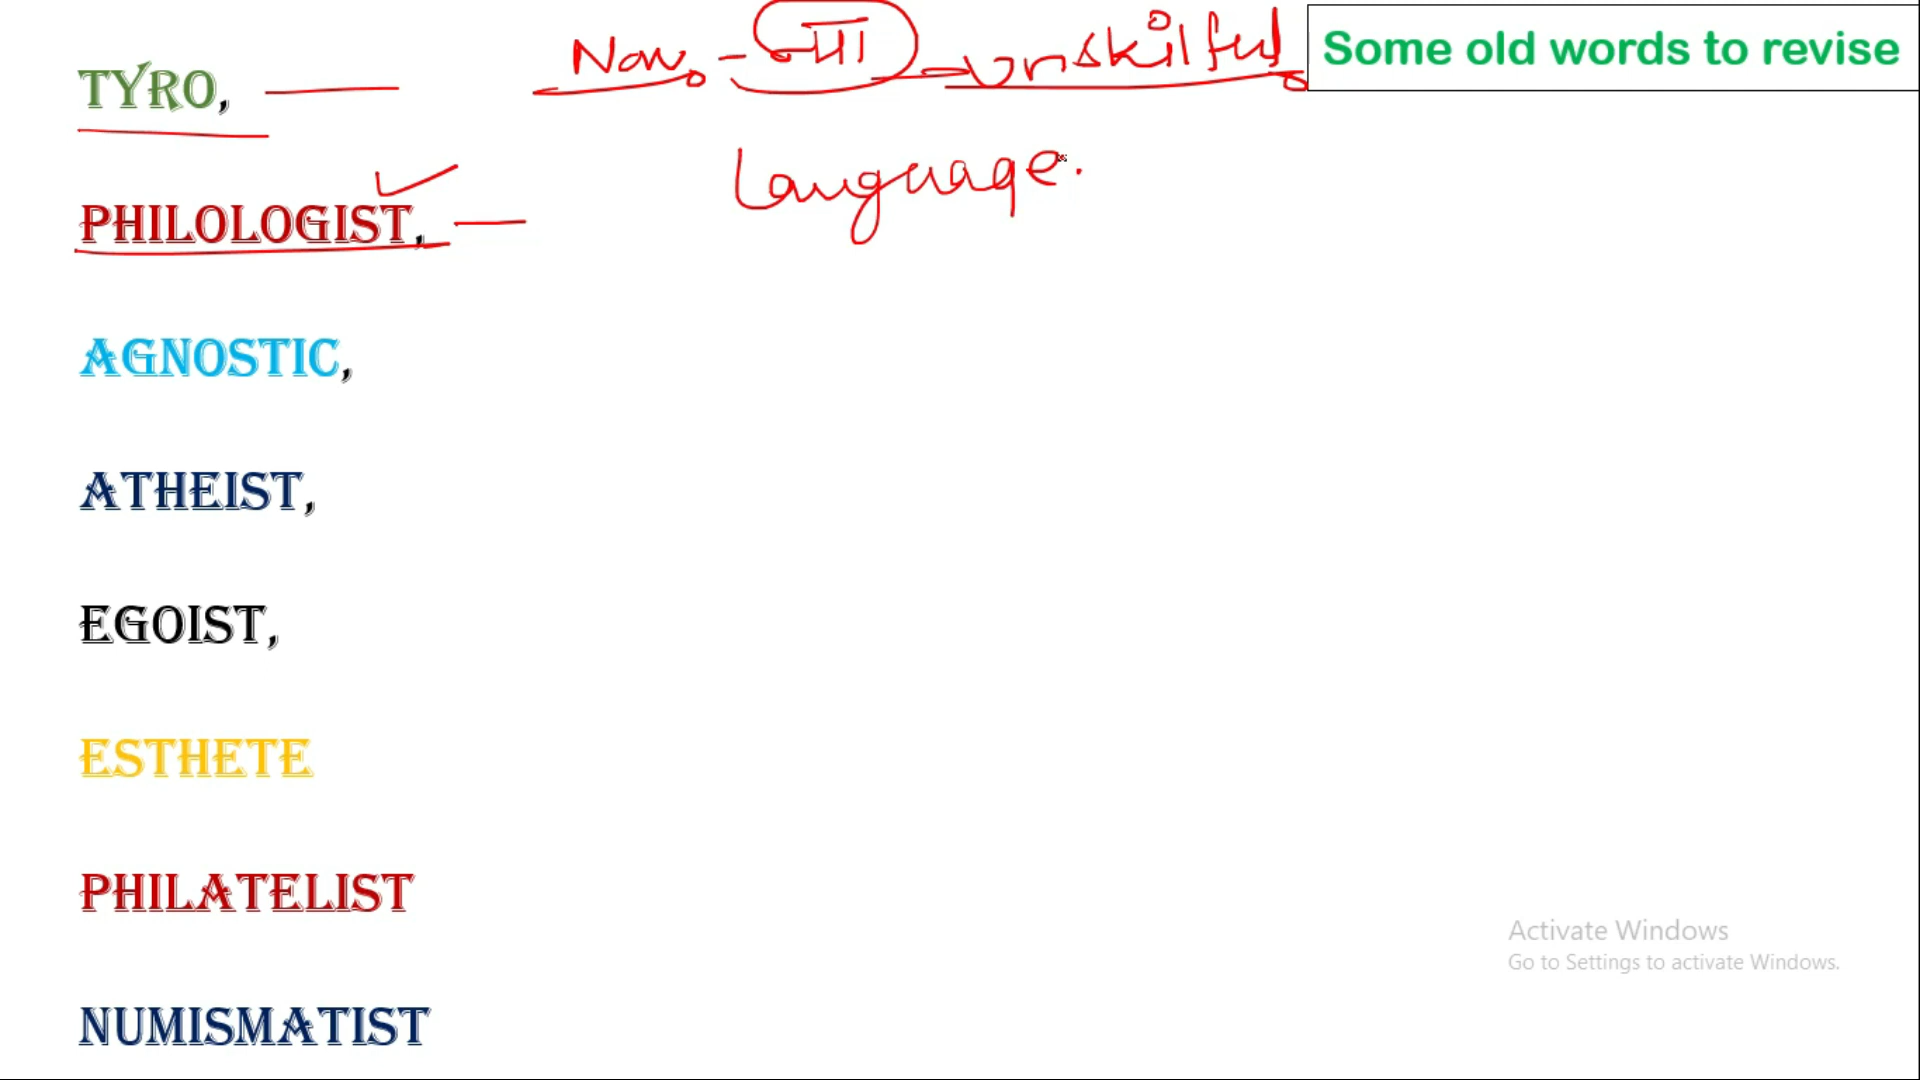 TYRO, New - नया - unskilful Some old words to revise
PHILOLOGIST, language.
AGNOSTIC,
ATHEIST,
EGOIST,
ESTHETE
PHILATELIST
NUMISMATIST
Activate Windows
Go to Settings to activate Windows.